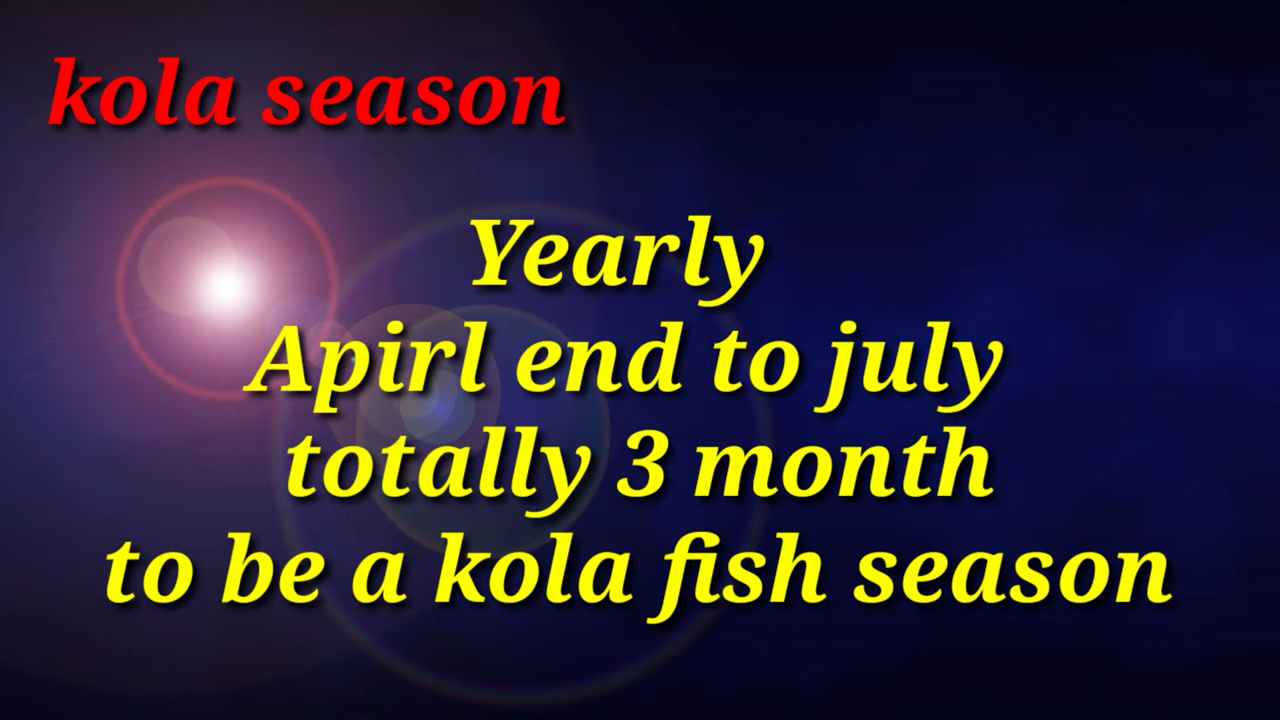 kola season
Yearly
Apirl end to july
totally 3 month
to be a kola fish season